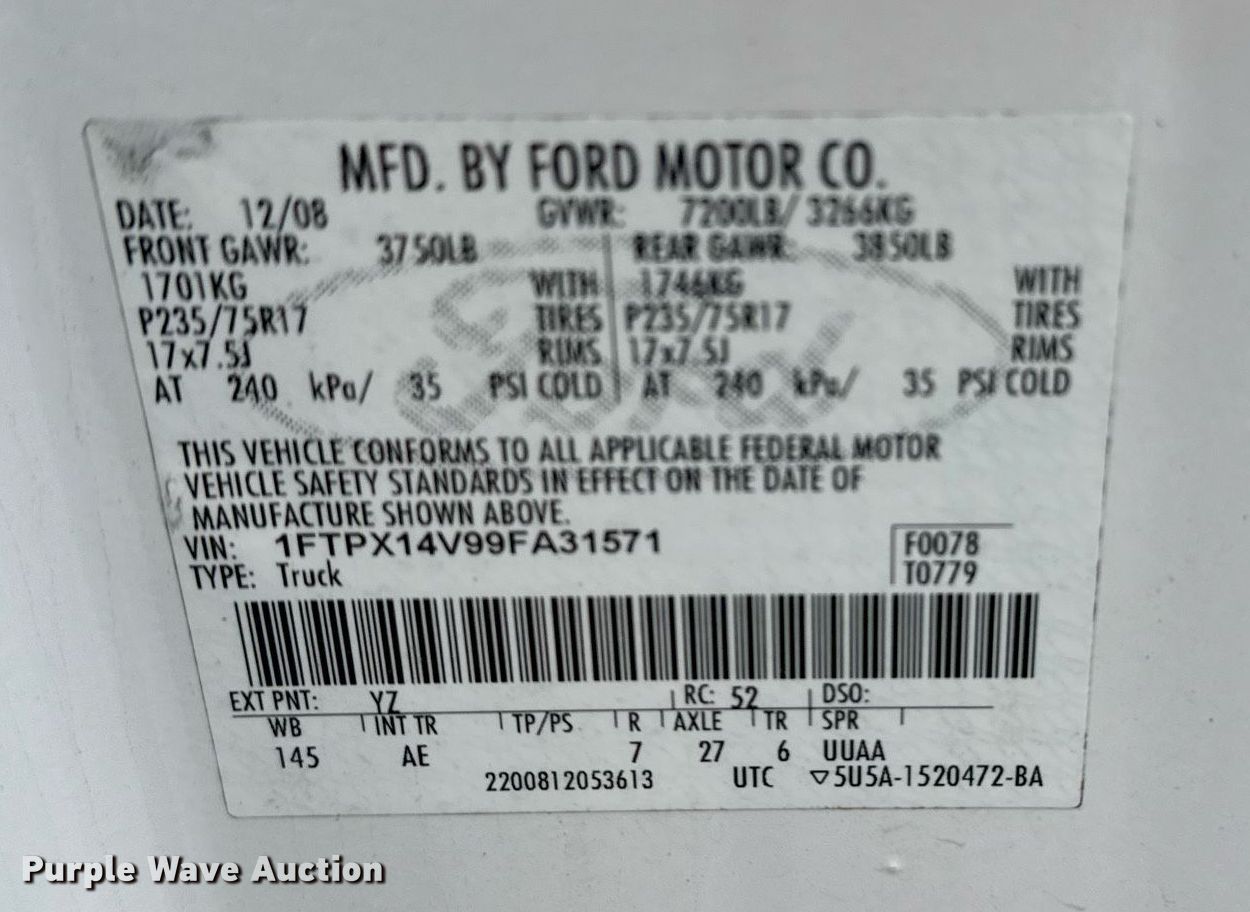 MFD. BY FORD MOTOR CO.
DATE: 12/08 GVWR: 7200LB/ 3266KG
FRONT GAWR: 3750LB REAR GAWR: 3850LB
1701KG WITH 1746KG WITH
P235/75R17 TIRES P235/75R17 TIRES
17x7.5J RIMS 17x7.5J RIMS
AT 240 kPa/ 35 PSI COLD AT 240 kPa/ 35 PSI COLD
THIS VEHICLE CONFORMS TO ALL APPLICABLE FEDERAL MOTOR
VEHICLE SAFETY STANDARDS IN EFFECT ON THE DATE OF
MANUFACTURE SHOWN ABOVE.
VIN: 1FTPX14V99FA31571 F0078
TYPE: Truck T0779
EXT PNT: YZ RC: 52 DSO:
WB INT TR TP/PS R AXLE TR SPR
145 AE 7 27 6 UUAA
2200812053613 UTC ▽5U5A-1520472-BA
Purple Wave Auction